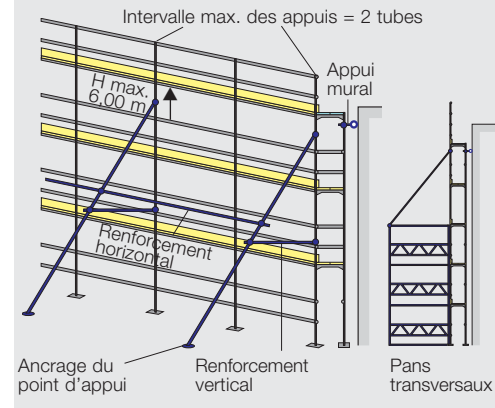 Intervalle max. des appuis = 2 tubes
H max.
6,00 m
Appui
mural
Renforcement
horizontal
Ancrage du
point d'appui
Renforcement
vertical
Pans
transversaux